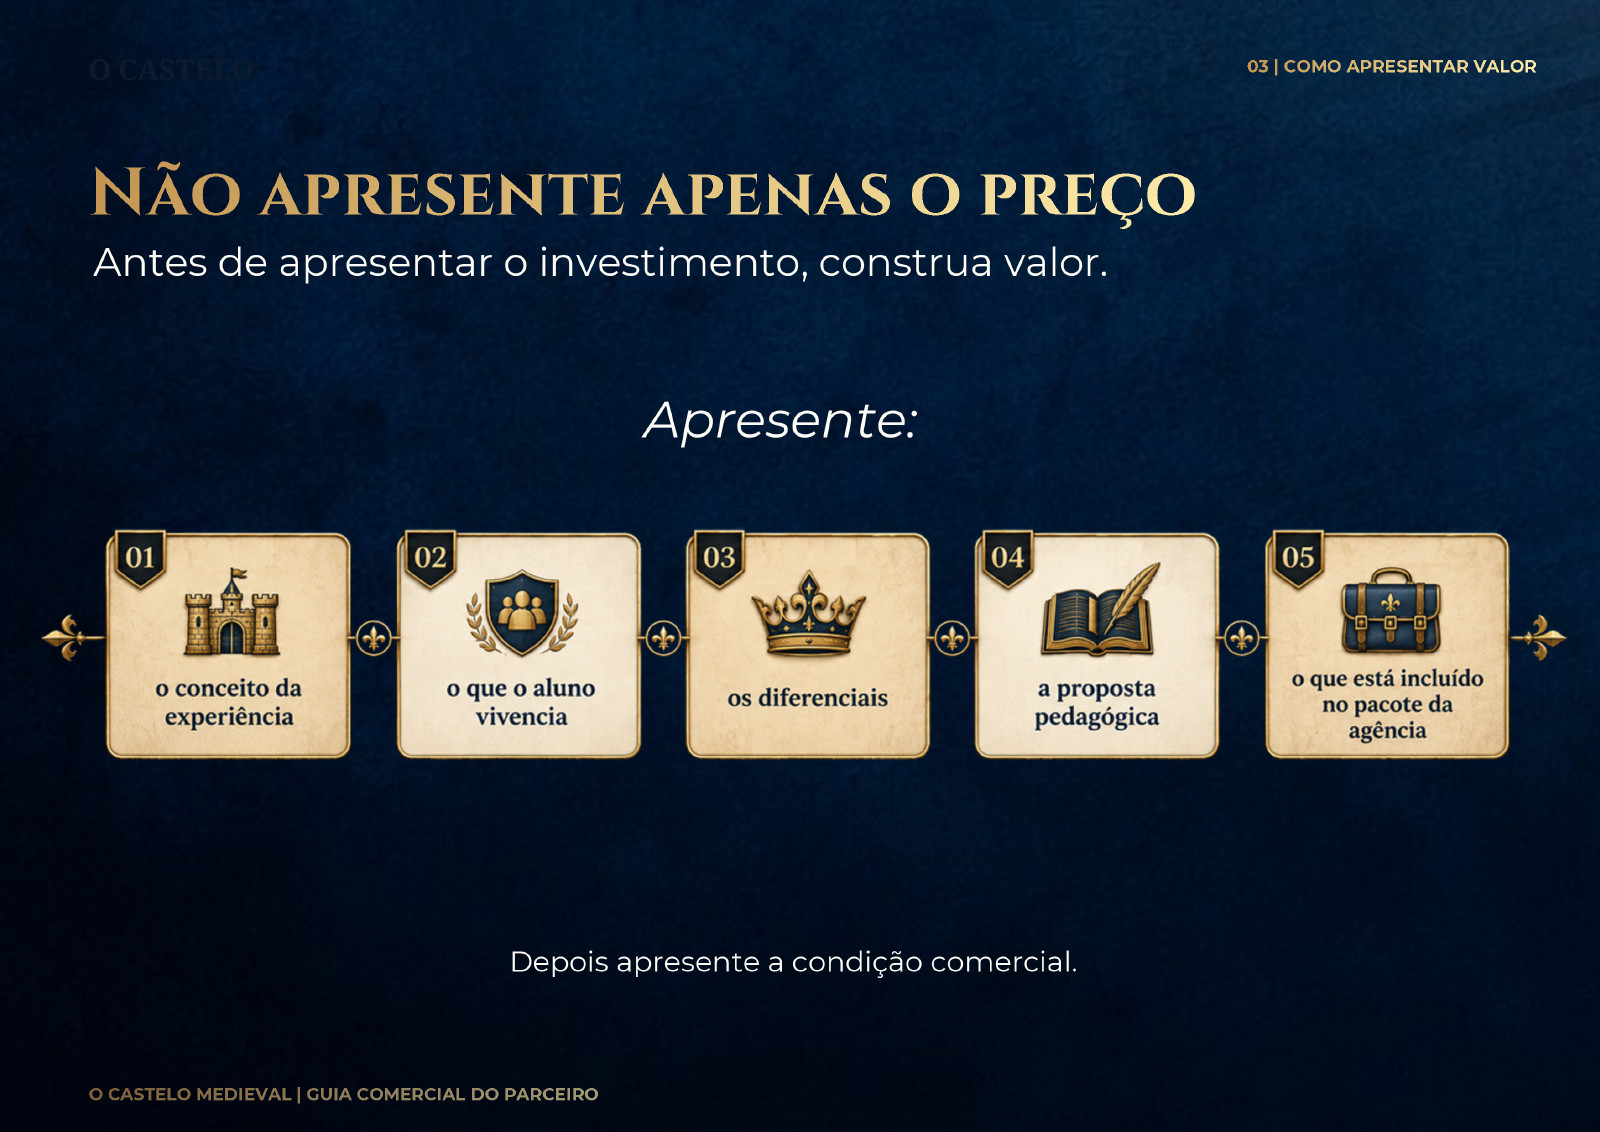 O CASTELO
03 | COMO APRESENTAR VALOR
NÃO APRESENTE APENAS O PREÇO
Antes de apresentar o investimento, construa valor.
Apresente:
01
o conceito da
experiência
02
o que o aluno
vivencia
03
os diferenciais
04
a proposta
pedagógica
05
o que está incluído
no pacote da
agência
Depois apresente a condição comercial.
O CASTELO MEDIEVAL | GUIA COMERCIAL DO PARCEIRO